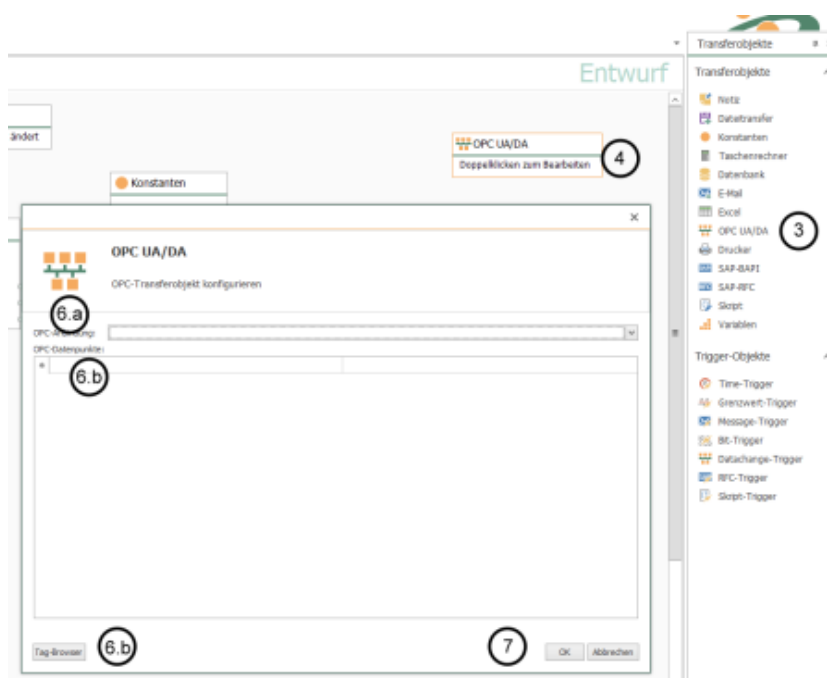 Transferobjekte
Entwurf
Transferobjekte
Netz
Dateitransfer
Konstanten
Taschenrechner
Datenbank
E-Mail
Excel
OPC UA/DA
3
Drucker
SAP-BAPI
SAP-RFC
Skript
Variablen
Trigger-Objekte
Time-Trigger
Grenzwert-Trigger
Message-Trigger
Bit-Trigger
Datachange-Trigger
RFC-Trigger
Skript-Trigger
ändert
OPC UA/DA
Doppelklicken zum Bearbeiten
4
Konstanten
OPC UA/DA
OPC-Transferobjekt konfigurieren
6.a
OPC-Anbindung:
OPC-Datenpunkte:
6.b
Tag-Browser
6.b
7
OK
Abbrechen